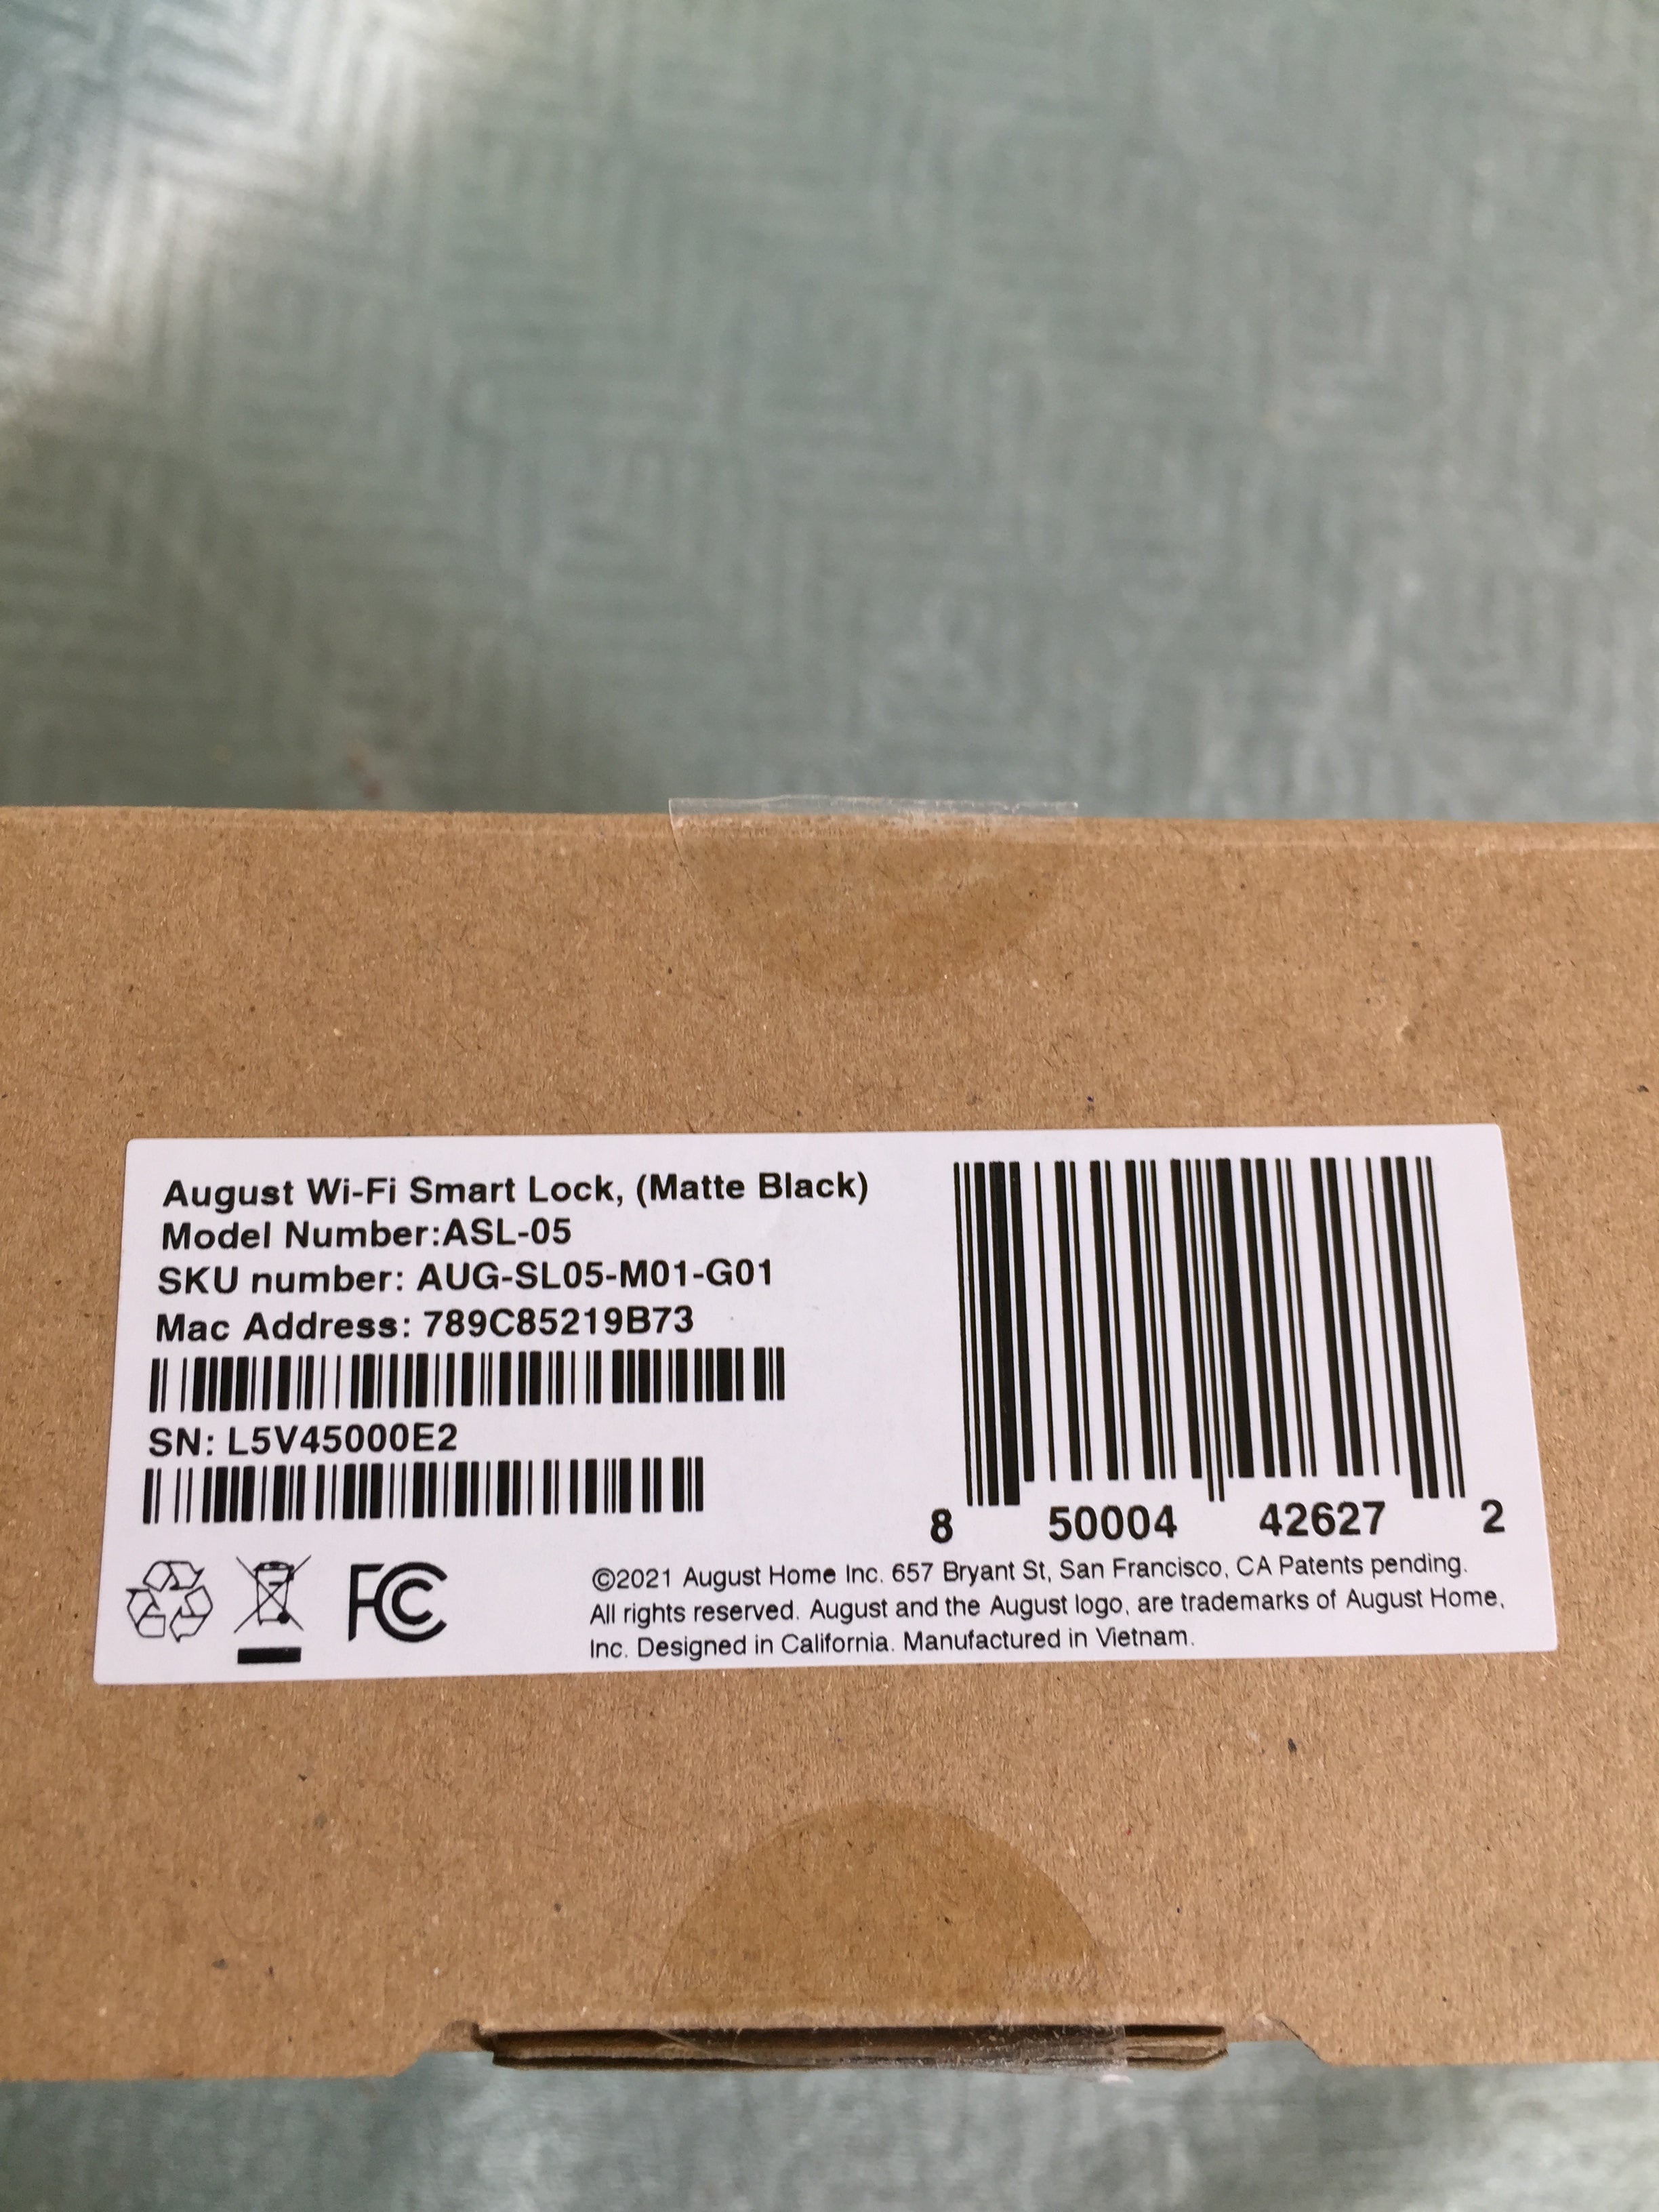 August Wi-Fi Smart Lock, (Matte Black)
Model Number:ASL-05
SKU number: AUG-SL05-M01-G01
Mac Address: 789C85219B73
SN: L5V45000E2
8 50004 42627 2
FC
©2021 August Home Inc. 657 Bryant St, San Francisco, CA Patents pending.
All rights reserved. August and the August logo, are trademarks of August Home,
Inc. Designed in California. Manufactured in Vietnam.